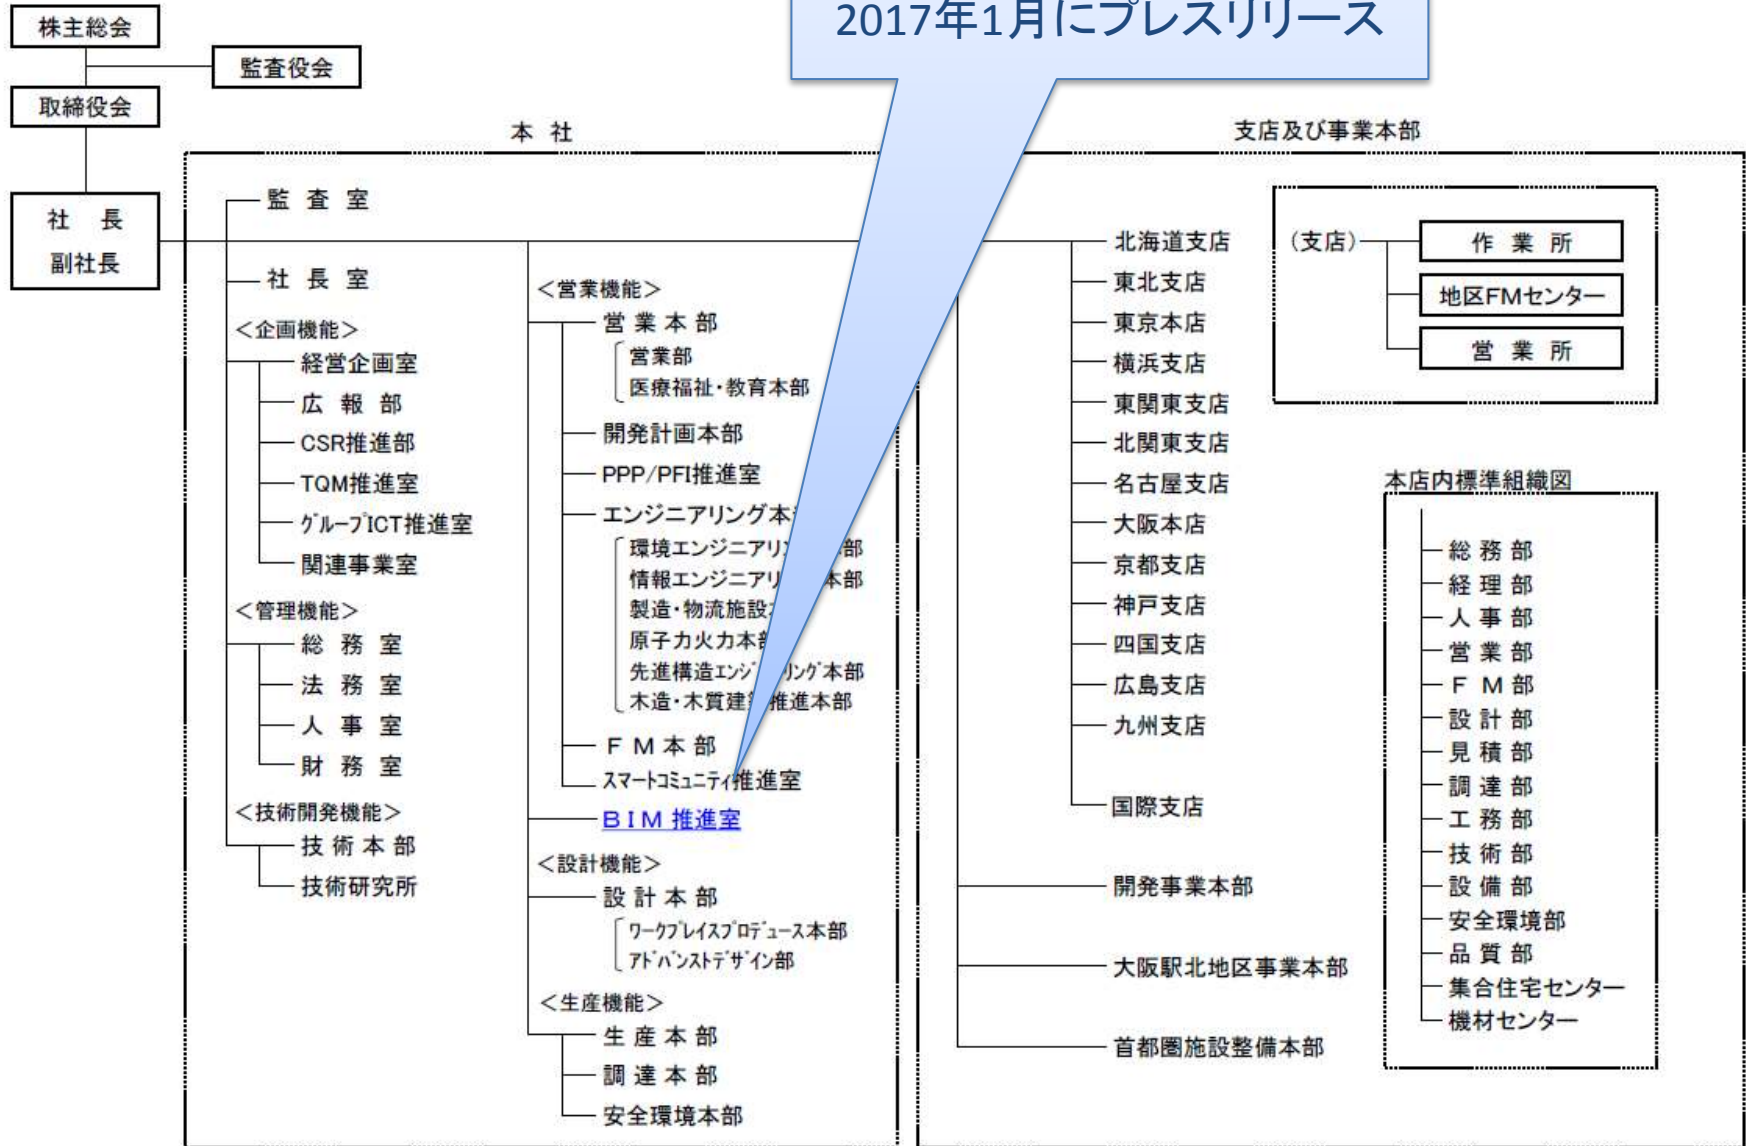 2017年1月にプレスリリース
株主総会
監査役会
取締役会
社 長
副社長
本 社
監 査 室
社 長 室
＜企画機能＞
経営企画室
広 報 部
CSR推進部
TQM推進室
ｸﾞﾙｰﾌﾟICT推進室
関連事業室
＜管理機能＞
総 務 室
法 務 室
人 事 室
財 務 室
＜技術開発機能＞
技 術 本 部
技術研究所
＜営業機能＞
営 業 本 部
営業部
医療福祉・教育本部
開発計画本部
PPP/PFI推進室
エンジニアリング本
環境エンジニアリ 部
情報エンジニアリ 本部
製造・物流施設
原子力火力本部
先進構造ｴﾝｼﾞ ﾘﾝｸﾞ本部
木造・木質建築推進本部
ＦＭ本部
ｽﾏｰﾄｺﾐｭﾆﾃｨ推進室
ＢＩＭ 推進室
＜設計機能＞
設 計 本 部
ﾜｰｸﾌﾟﾚｲｽﾌﾟﾛﾃﾞｭｰｽ本部
ｱﾄﾞﾊﾞﾝｽﾄﾃﾞｻﾞｲﾝ部
＜生産機能＞
生 産 本 部
調 達 本 部
安全環境本部
支店及び事業本部
北海道支店
東北支店
東京本店
横浜支店
東関東支店
北関東支店
名古屋支店
大阪本店
京都支店
神戸支店
四国支店
広島支店
九州支店
国際支店
開発事業本部
大阪駅北地区事業本部
首都圏施設整備本部
（支店）
作 業 所
地区FMセンター
営 業 所
本店内標準組織図
総 務 部
経 理 部
人 事 部
営 業 部
Ｆ Ｍ 部
設 計 部
見 積 部
調 達 部
工 務 部
技 術 部
設 備 部
安全環境部
品 質 部
集合住宅センター
機材センター